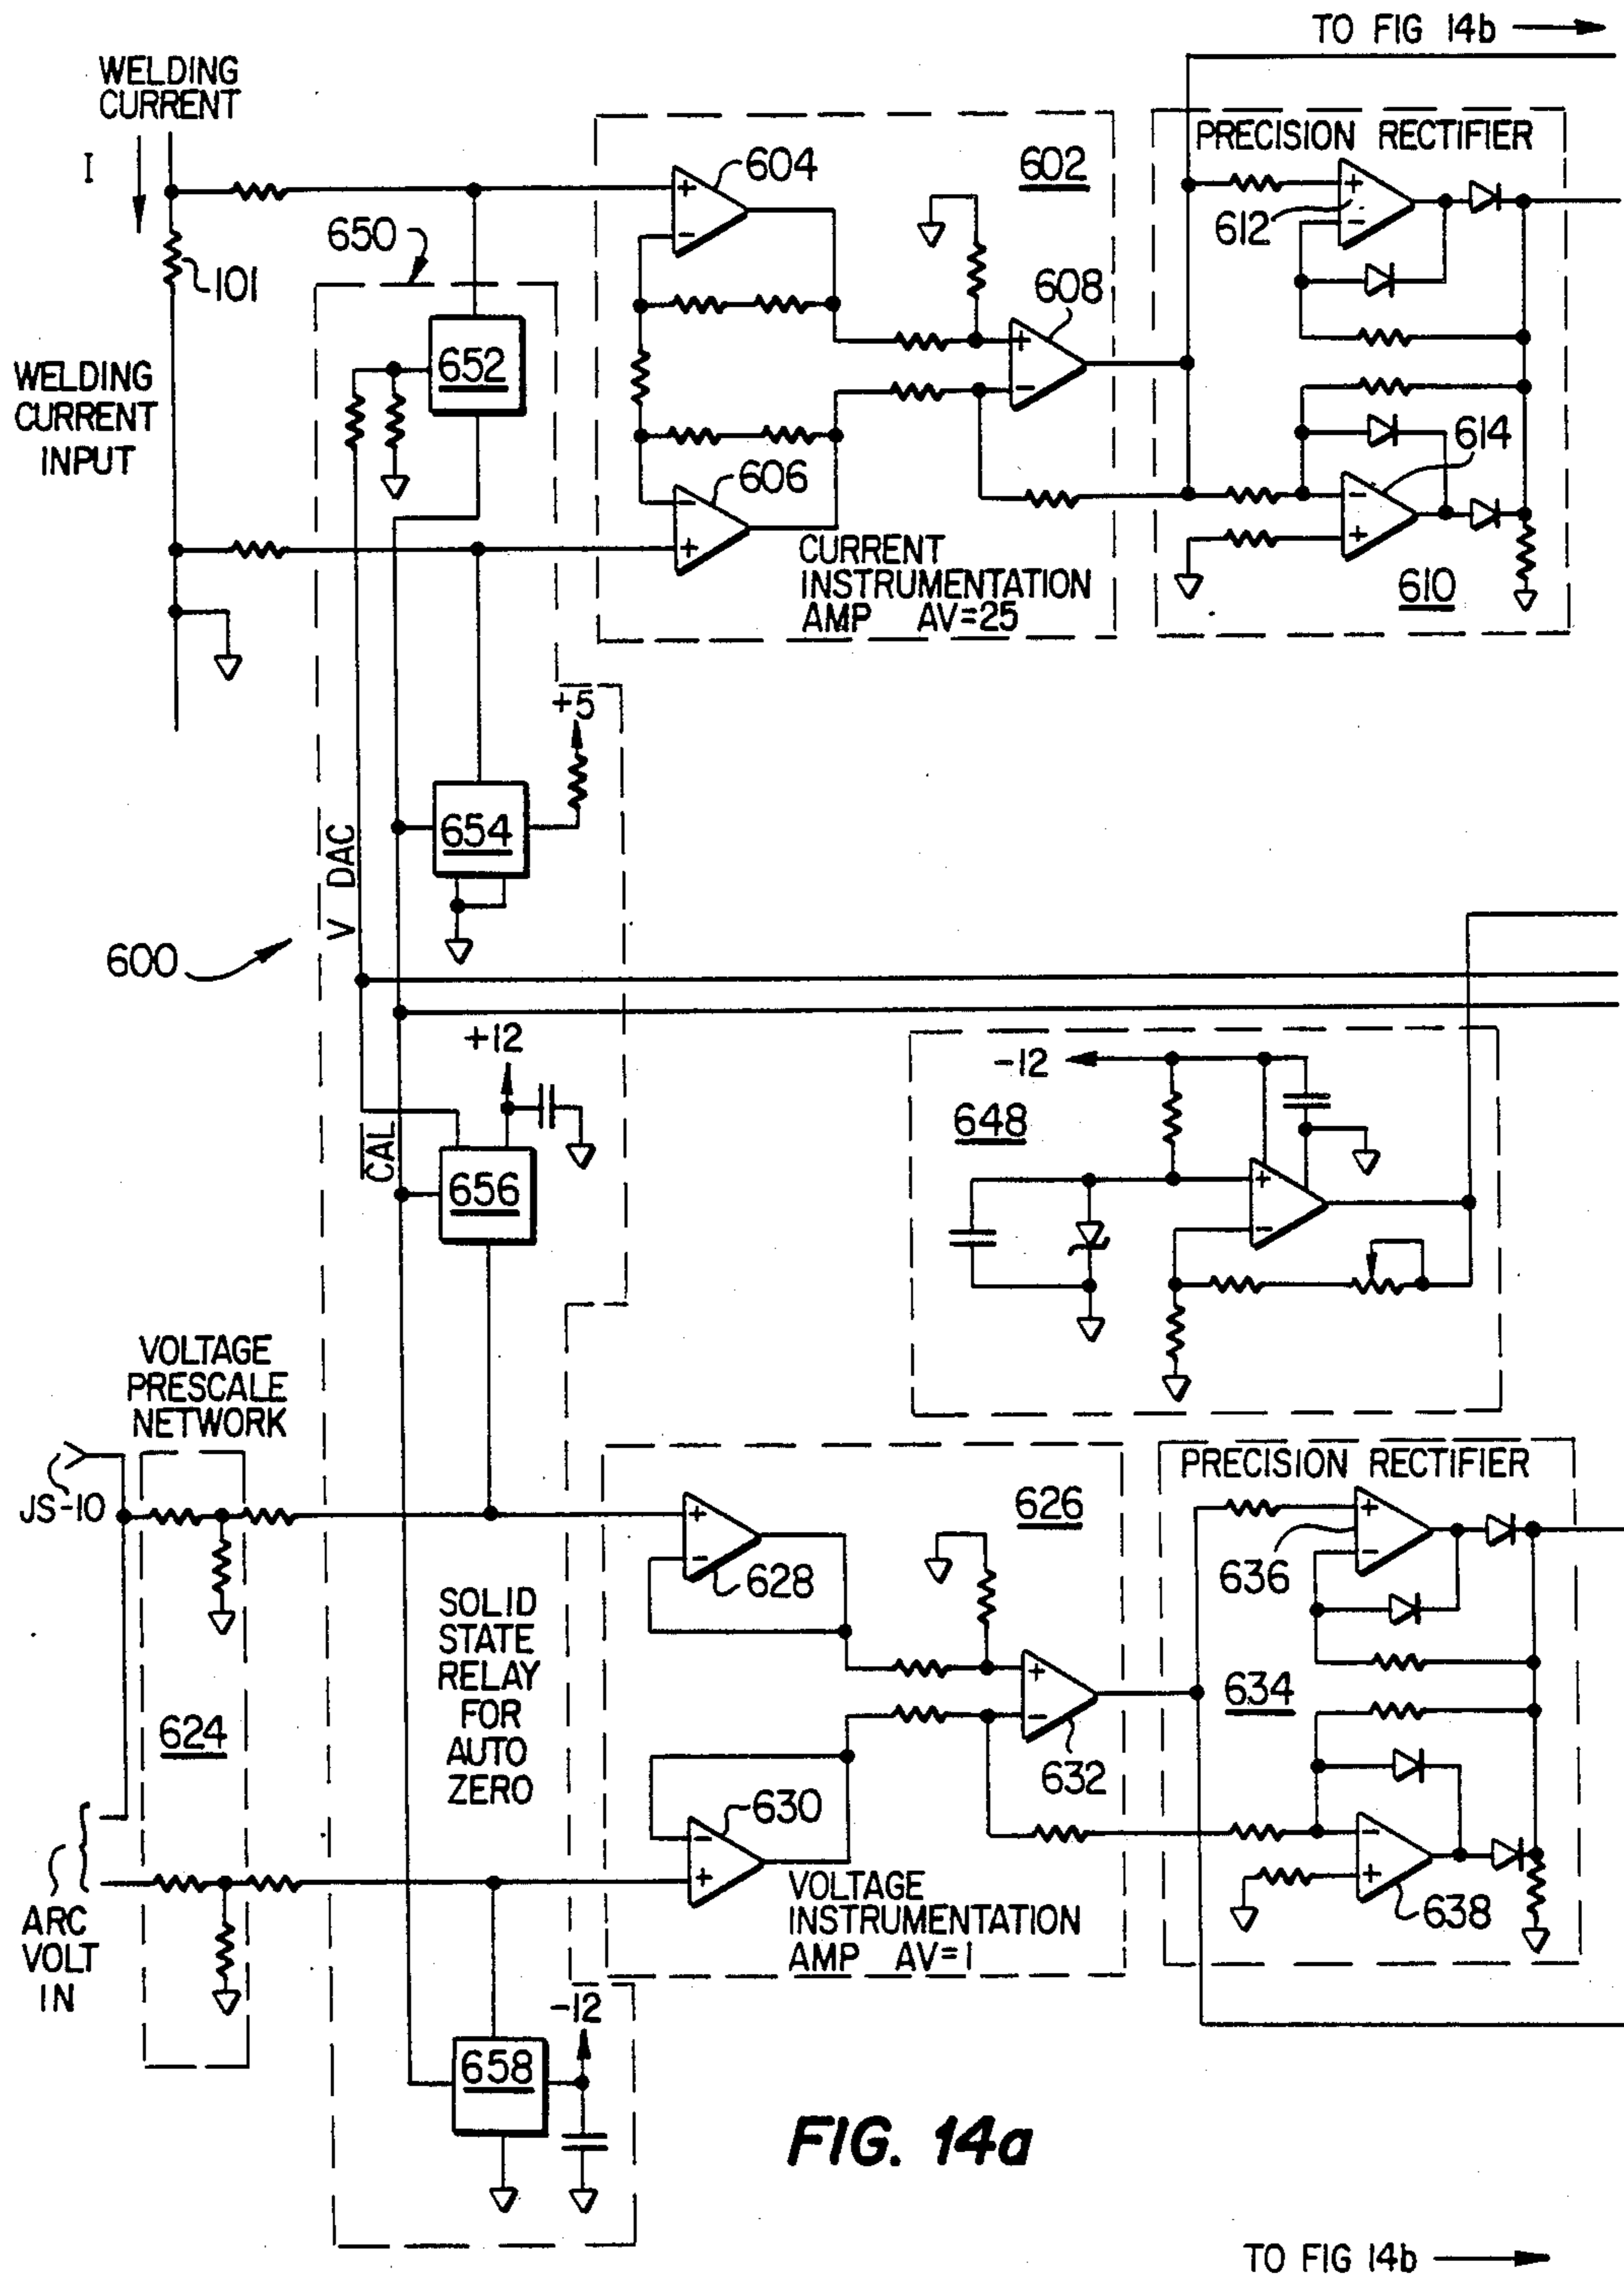 TO FIG 14b
WELDING
CURRENT
I
101
650
WELDING
CURRENT
INPUT
652
604
602
608
606
CURRENT
INSTRUMENTATION
AMP AV=25
PRECISION RECTIFIER
612
614
610
+5
654
V DAC
600
+12
CAL
656
-12
648
VOLTAGE
PRESCALE
NETWORK
JS-10
624
ARC
VOLT
IN
SOLID
STATE
RELAY
FOR
AUTO
ZERO
626
628
632
630
VOLTAGE
INSTRUMENTATION
AMP AV=1
PRECISION RECTIFIER
636
634
638
-12
658
FIG. 14a
TO FIG 14b